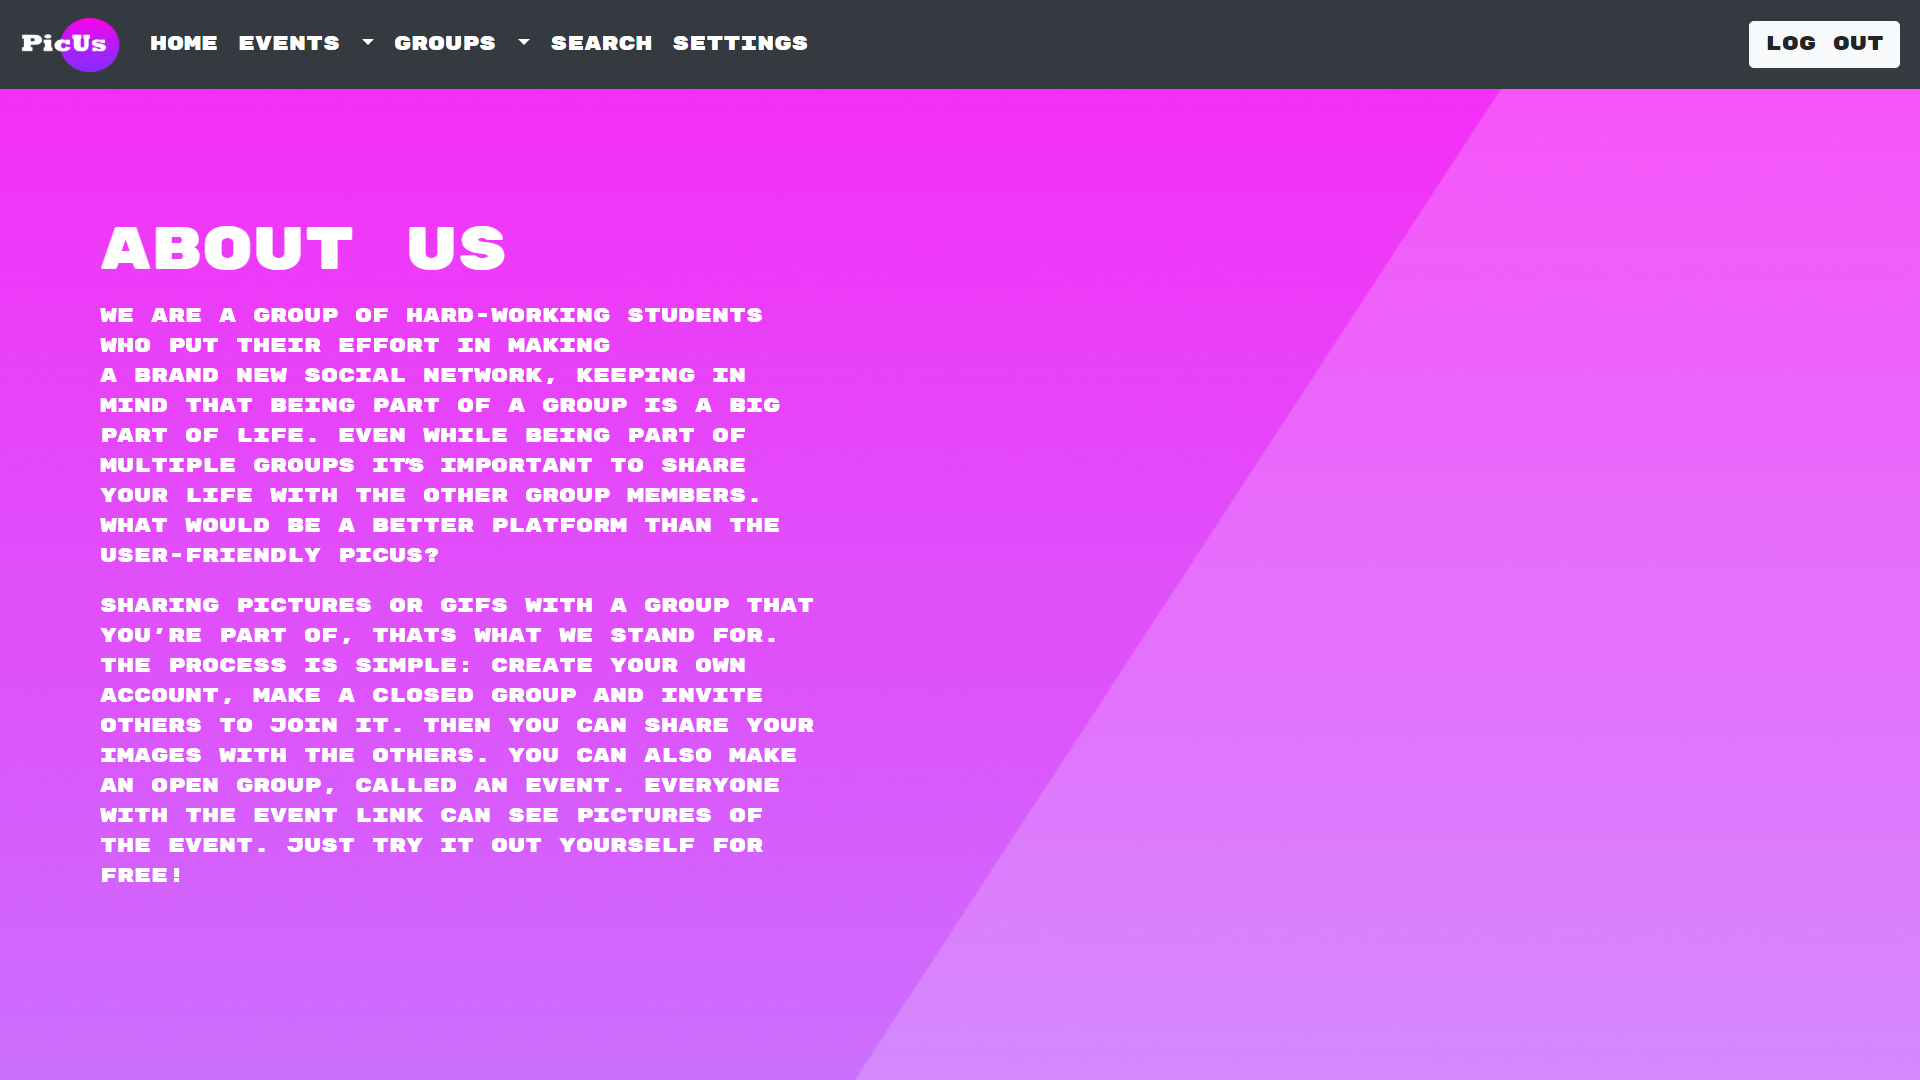 PicUs
HOME EVENTS GROUPS SEARCH SETTINGS
LOG OUT
ABOUT US
WE ARE A GROUP OF HARD-WORKING STUDENTS
WHO PUT THEIR EFFORT IN MAKING
A BRAND NEW SOCIAL NETWORK, KEEPING IN
MIND THAT BEING PART OF A GROUP IS A BIG
PART OF LIFE. EVEN WHILE BEING PART OF
MULTIPLE GROUPS IT'S IMPORTANT TO SHARE
YOUR LIFE WITH THE OTHER GROUP MEMBERS.
WHAT WOULD BE A BETTER PLATFORM THAN THE
USER-FRIENDLY PICUS?
SHARING PICTURES OR GIFS WITH A GROUP THAT
YOU'RE PART OF, THATS WHAT WE STAND FOR.
THE PROCESS IS SIMPLE: CREATE YOUR OWN
ACCOUNT, MAKE A CLOSED GROUP AND INVITE
OTHERS TO JOIN IT. THEN YOU CAN SHARE YOUR
IMAGES WITH THE OTHERS. YOU CAN ALSO MAKE
AN OPEN GROUP, CALLED AN EVENT. EVERYONE
WITH THE EVENT LINK CAN SEE PICTURES OF
THE EVENT. JUST TRY IT OUT YOURSELF FOR
FREE!